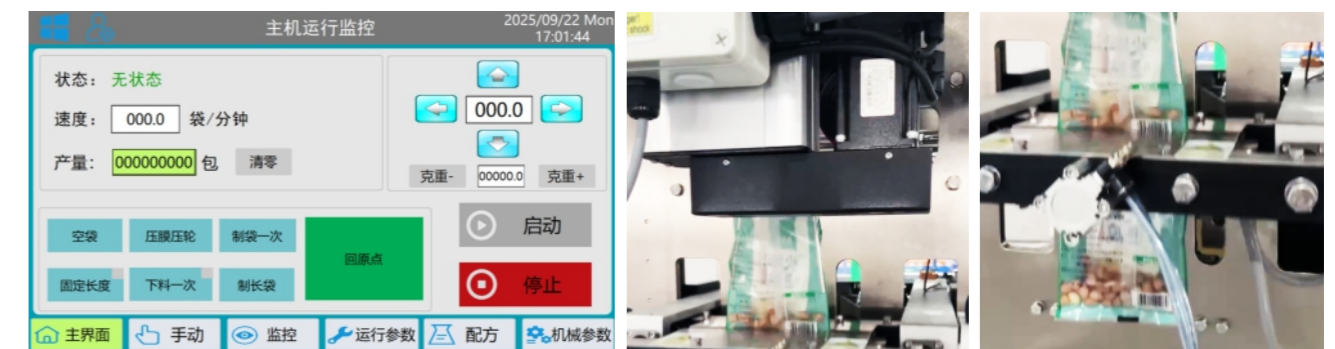 主机运行监控
2025/09/22 Mon
17:01:44
状态： 无状态
速度： 000.0 袋/分钟
000.0
产量： 000000000 包 清零
克重- 00000.0 克重+
空袋 压膜压轮 制袋一次
回原点
启动
固定长度 下料一次 制长袋
停止
主界面 手动 监控 运行参数 配方 机械参数
shock